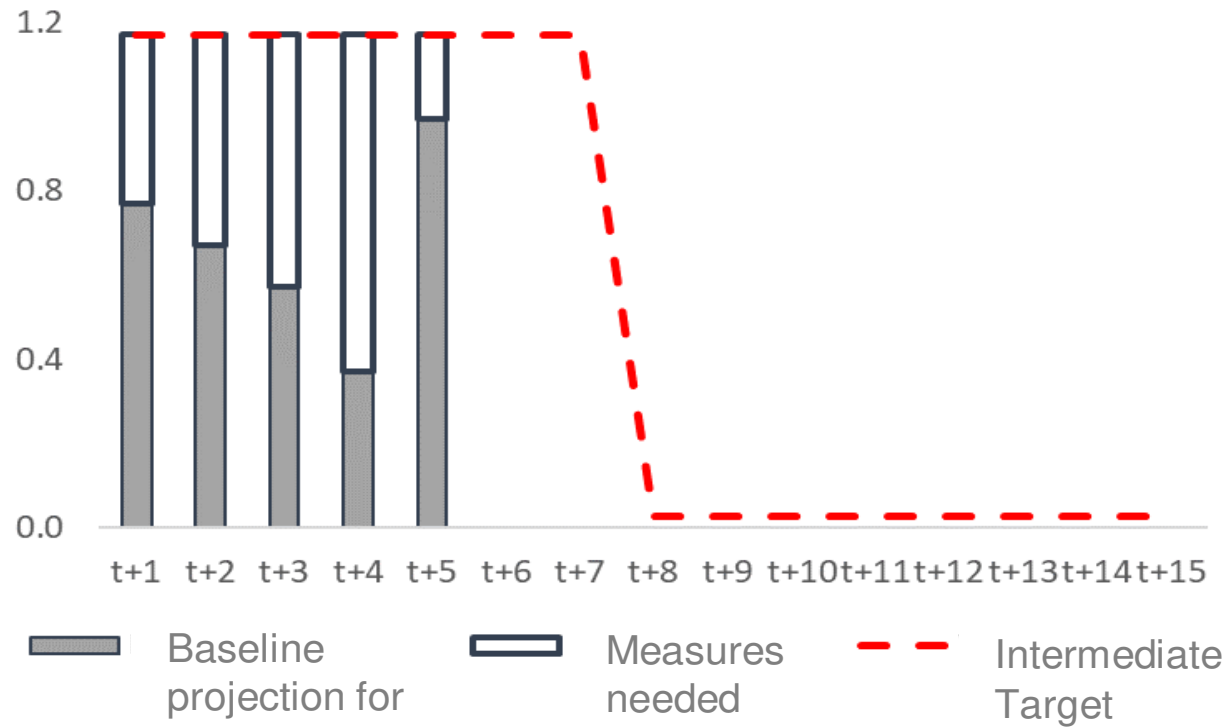 1.2
0.8
0.4
0.0
t+1 t+2 t+3 t+4 t+5 t+6 t+7 t+8 t+9 t+10 t+11 t+12 t+13 t+14 t+15
Baseline projection for
Measures needed
Intermediate Target